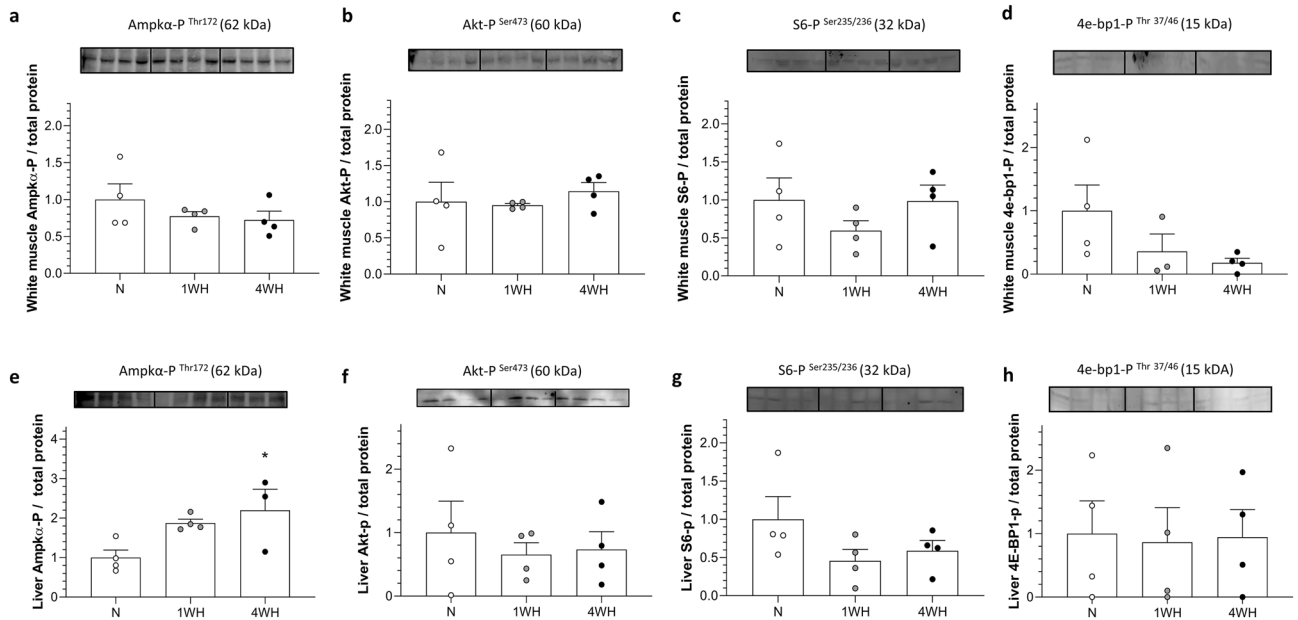 a
Ampkα-P Thr172 (62 kDa)
White muscle Ampkα-P / total protein
2.0
1.5
1.0
0.5
0.0
N
1WH
4WH
b
Akt-P Ser473 (60 kDa)
White muscle Akt-P / total protein
2.0
1.5
1.0
0.5
0.0
N
1WH
4WH
c
S6-P Ser235/236 (32 kDa)
White muscle S6-P / total protein
2.0
1.5
1.0
0.5
0.0
N
1WH
4WH
d
4e-bp1-P Thr 37/46 (15 kDa)
White muscle 4e-bp1-P / total protein
2
1
0
N
1WH
4WH
e
Ampkα-P Thr172 (62 kDa)
Liver Ampkα-P / total protein
4
3
2
1
0
*
N
1WH
4WH
f
Akt-P Ser473 (60 kDa)
Liver Akt-p / total protein
2
1
0
N
1WH
4WH
g
S6-P Ser235/236 (32 kDa)
Liver S6-p / total protein
2.0
1.5
1.0
0.5
0.0
N
1WH
4WH
h
4e-bp1-P Thr 37/46 (15 kDA)
Liver 4E-BP1-p / total protein
2
1
0
N
1WH
4WH